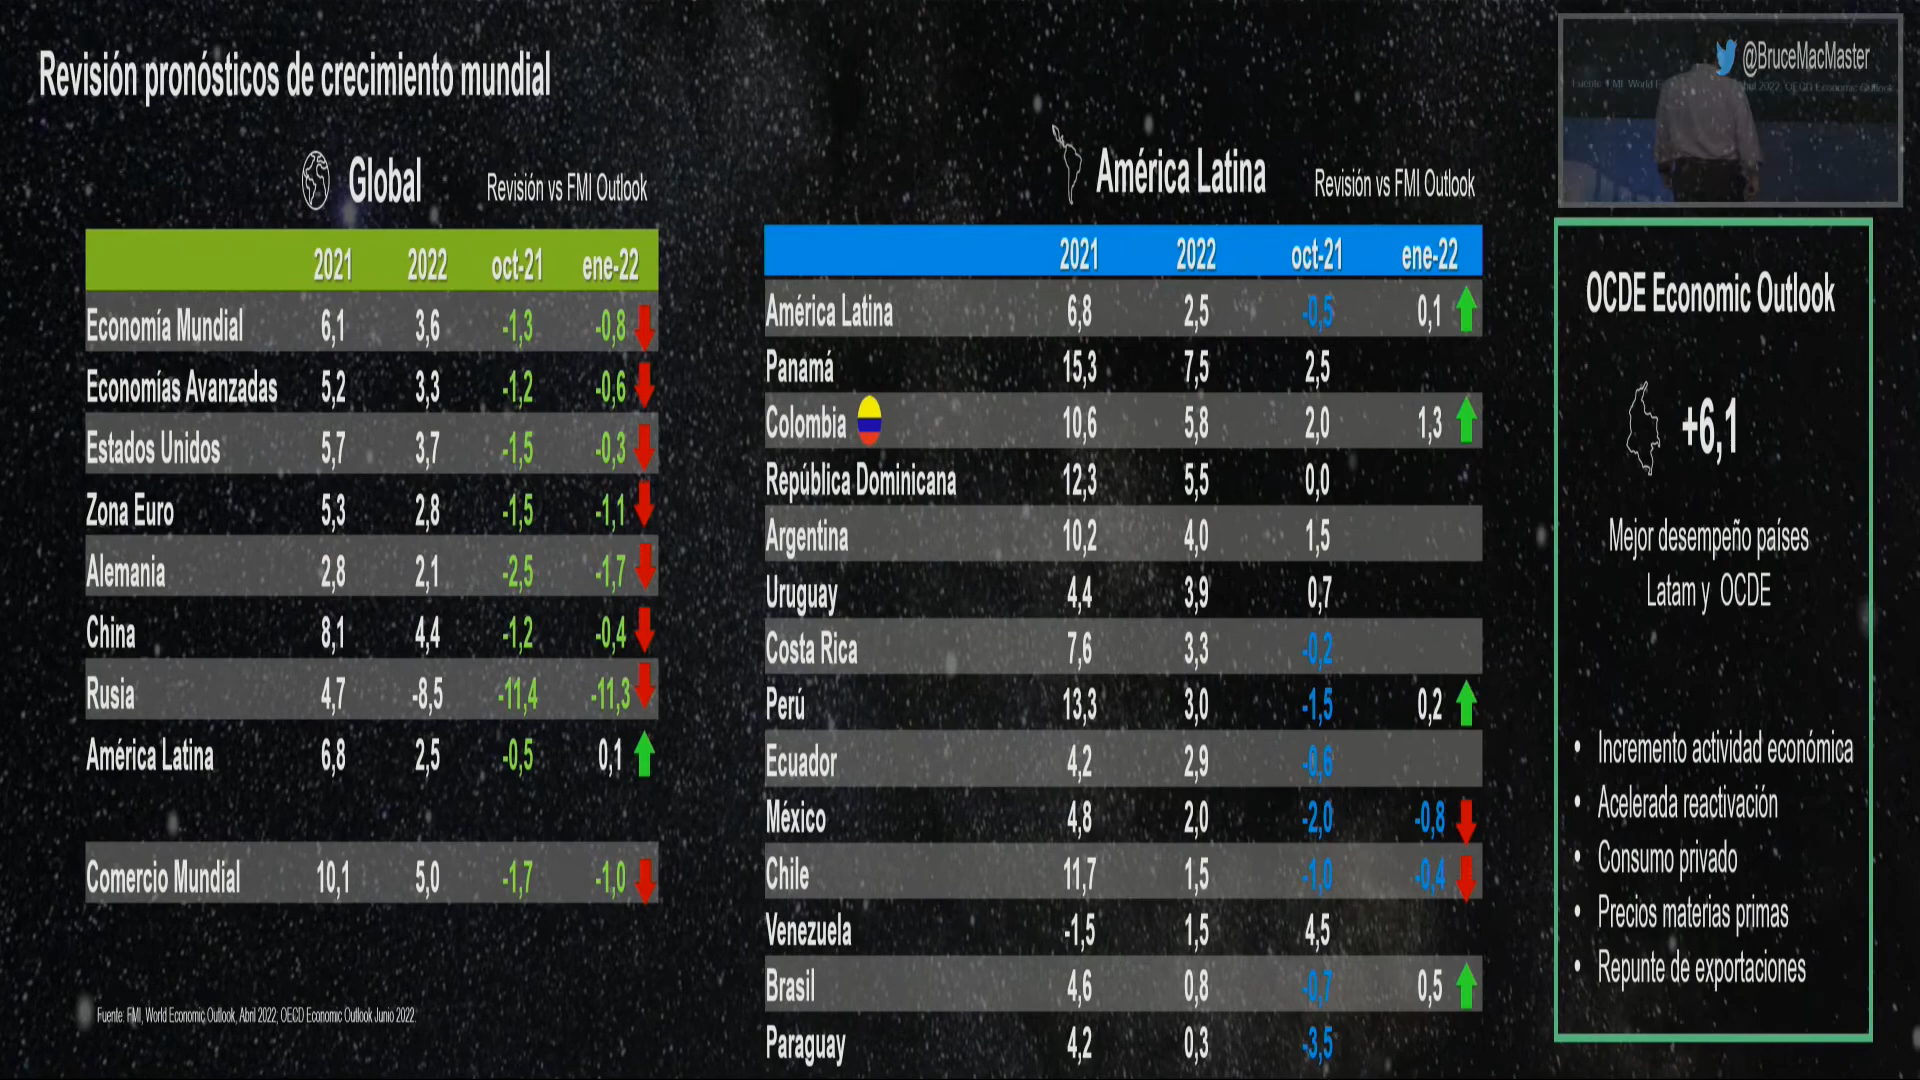 Revisión pronósticos de crecimiento mundial
@BruceMacMaster
Global
Revisión vs FMI Outlook
2021 2022 oct-21 ene-22
Economía Mundial 6,1 3,6 -1,3 -0,8
Economías Avanzadas 5,2 3,3 -1,2 -0,6
Estados Unidos 5,7 3,7 -1,5 -0,3
Zona Euro 5,3 2,8 -1,5 -1,1
Alemania 2,8 2,1 -2,5 -1,7
China 8,1 4,4 -1,2 -0,4
Rusia 4,7 -8,5 -11,4 -11,3
América Latina 6,8 2,5 -0,5 0,1
Comercio Mundial 10,1 5,0 -1,7 -1,0
Fuente: FMI, World Economic Outlook, Abril 2022, OECD Economic Outlook Junio 2022.
América Latina
Revisión vs FMI Outlook
2021 2022 oct-21 ene-22
América Latina 6,8 2,5 -0,5 0,1
Panamá 15,3 7,5 2,5
Colombia 10,6 5,8 2,0 1,3
República Dominicana 12,3 5,5 0,0
Argentina 10,2 4,0 1,5
Uruguay 4,4 3,9 0,7
Costa Rica 7,6 3,3 -0,2
Perú 13,3 3,0 -1,5 0,2
Ecuador 4,2 2,9 -0,6
México 4,8 2,0 -2,0 -0,8
Chile 11,7 1,5 -1,0 -0,4
Venezuela -1,5 1,5 4,5
Brasil 4,6 0,8 -0,7 0,5
Paraguay 4,2 0,3 -3,5
OCDE Economic Outlook
+6,1
Mejor desempeño países
Latam y OCDE
• Incremento actividad económica
• Acelerada reactivación
• Consumo privado
• Precios materias primas
• Repunte de exportaciones